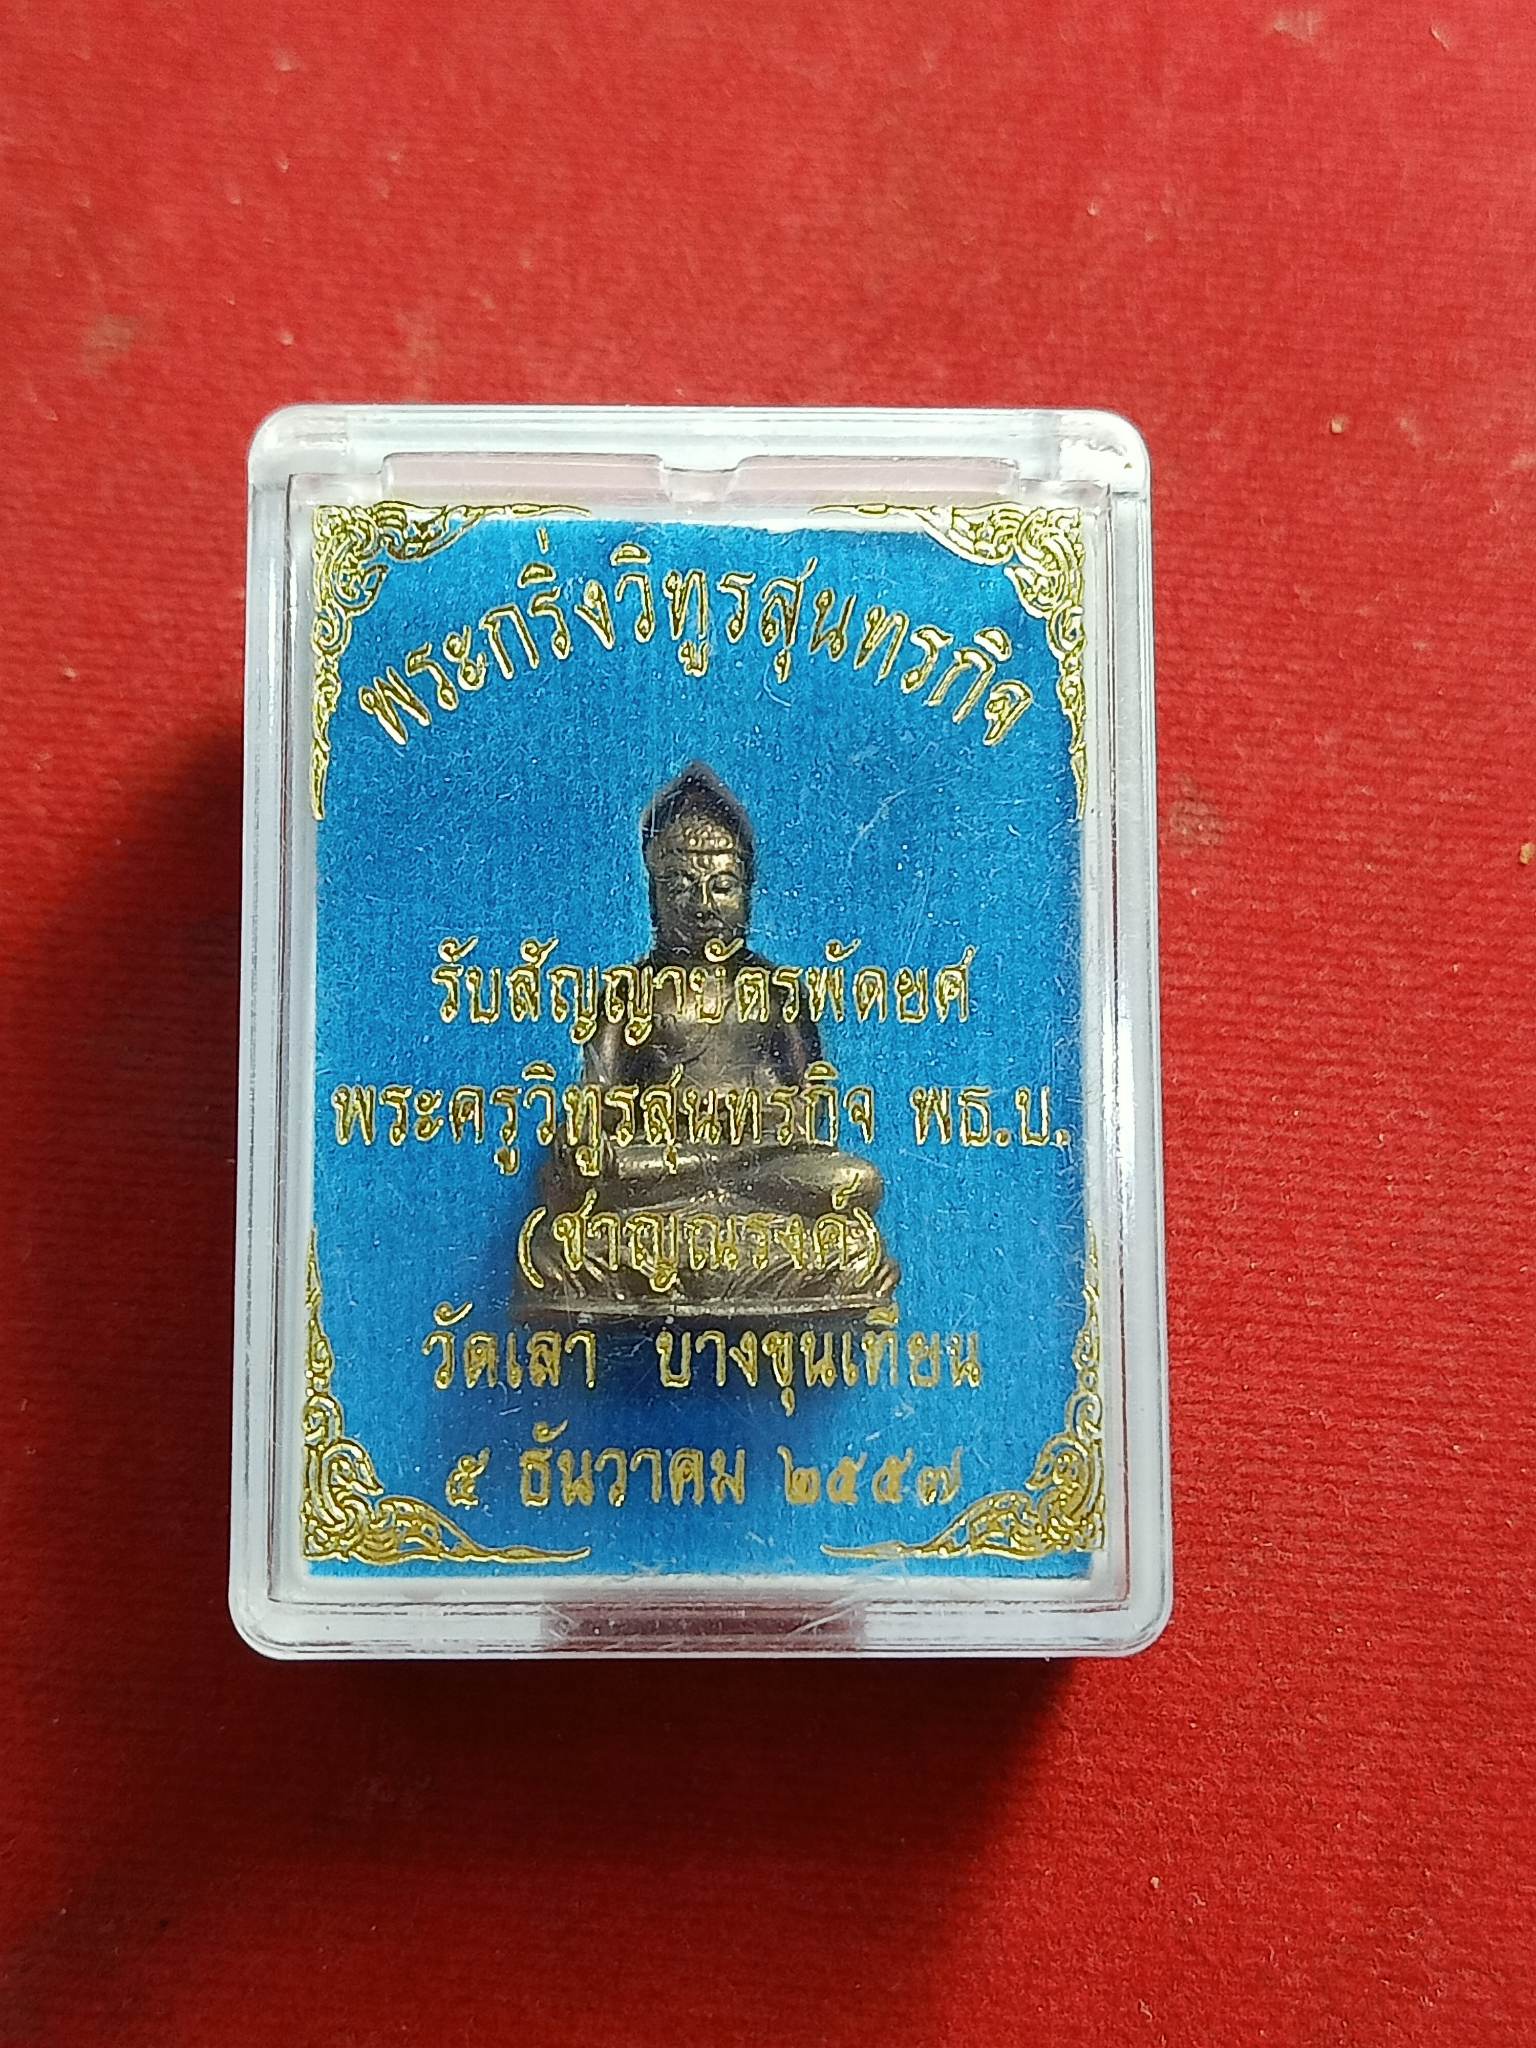 พระกริ่งวิทูรสุนทรกิจ
รับสัญญาบัตรพัดยศ
พระครูวิทูรสุนทรกิจ พธ.บ.
(ชาญณรงค์)
วัดเลา บางขุนเทียน
๕ ธันวาคม ๒๕๕๗